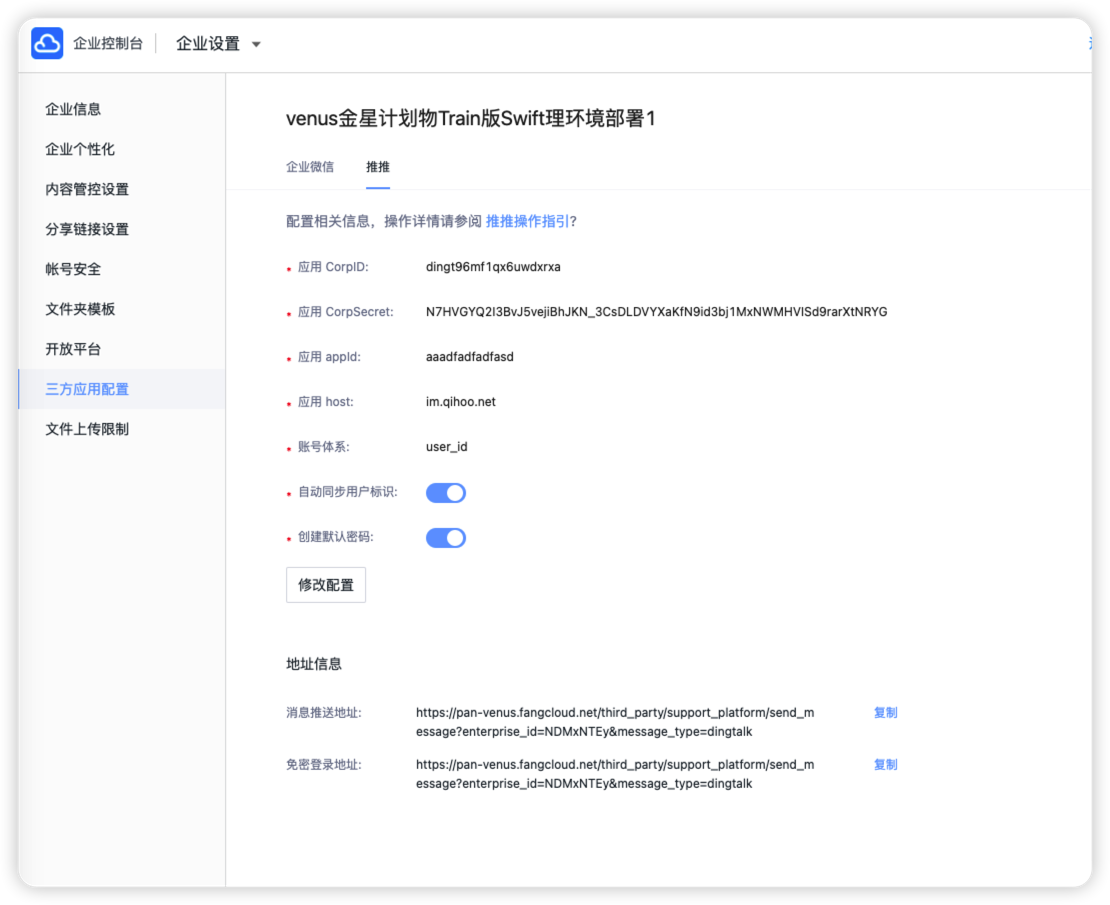 企业控制台 企业设置
企业信息
企业个性化
内容管控设置
分享链接设置
帐号安全
文件夹模板
开放平台
三方应用配置
文件上传限制
venus金星计划物Train版Swift理环境部署1
企业微信 推推
配置相关信息，操作详情请参阅 推推操作指引?
应用 CorpID: dingt96mf1qx6uwdxrxa
应用 CorpSecret: N7HVGYQ2I3BvJ5vejiBhJKN_3CsDLDVYXaKfN9id3bj1MxNWMHVISd9rarXtNRYG
应用 appId: aaadfadfadfasd
应用 host: im.qihoo.net
账号体系: user_id
自动同步用户标识:
创建默认密码:
修改配置
地址信息
消息推送地址: https://pan-venus.fangcloud.net/third_party/support_platform/send_m 复制
essage?enterprise_id=NDMxNTEy&message_type=dingtalk
免密登录地址: https://pan-venus.fangcloud.net/third_party/support_platform/send_m 复制
essage?enterprise_id=NDMxNTEy&message_type=dingtalk